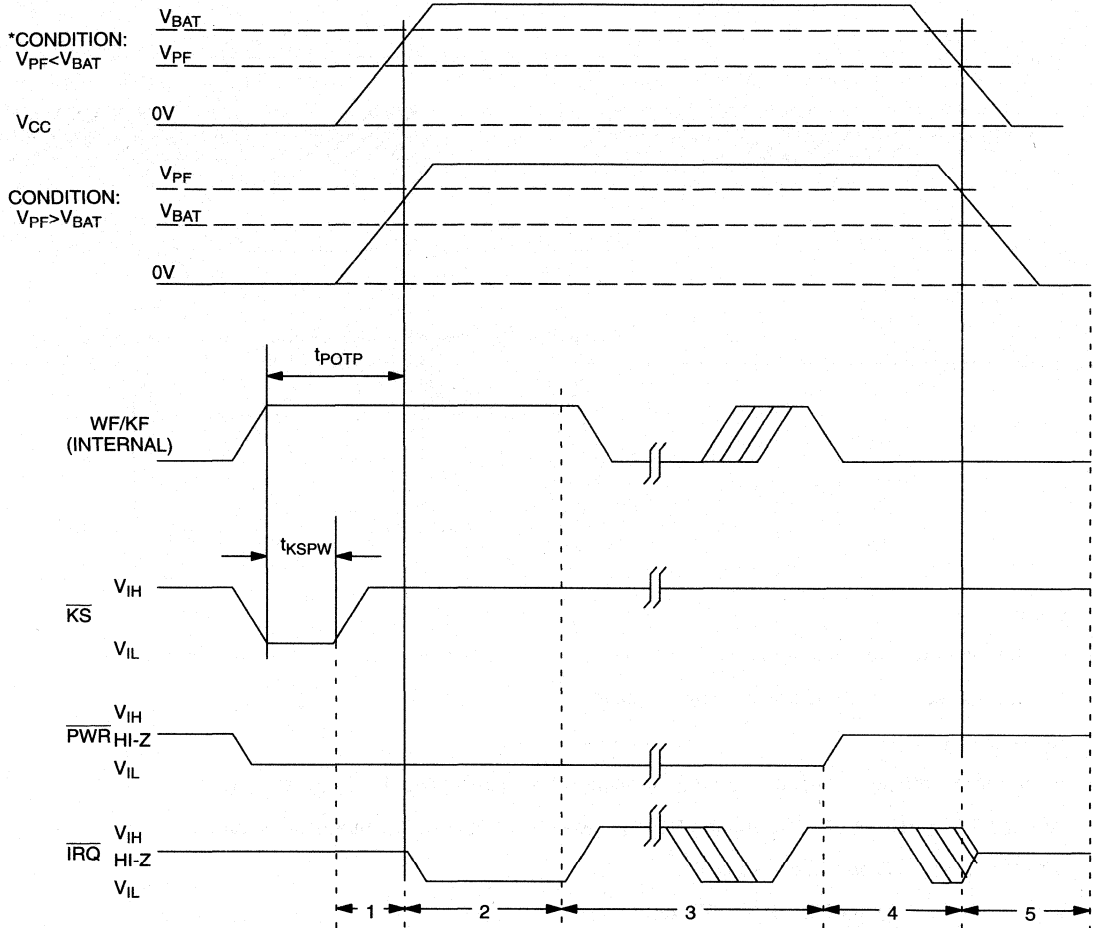 *CONDITION:
VPF<VBAT
VBAT
VPF
0V
VCC
CONDITION:
VPF>VBAT
VPF
VBAT
0V
tPOTP
WF/KF
(INTERNAL)
tKSPW
KS
VIH
VIL
PWR
VIH
HI-Z
VIL
IRQ
VIH
HI-Z
VIL
1
2
3
4
5